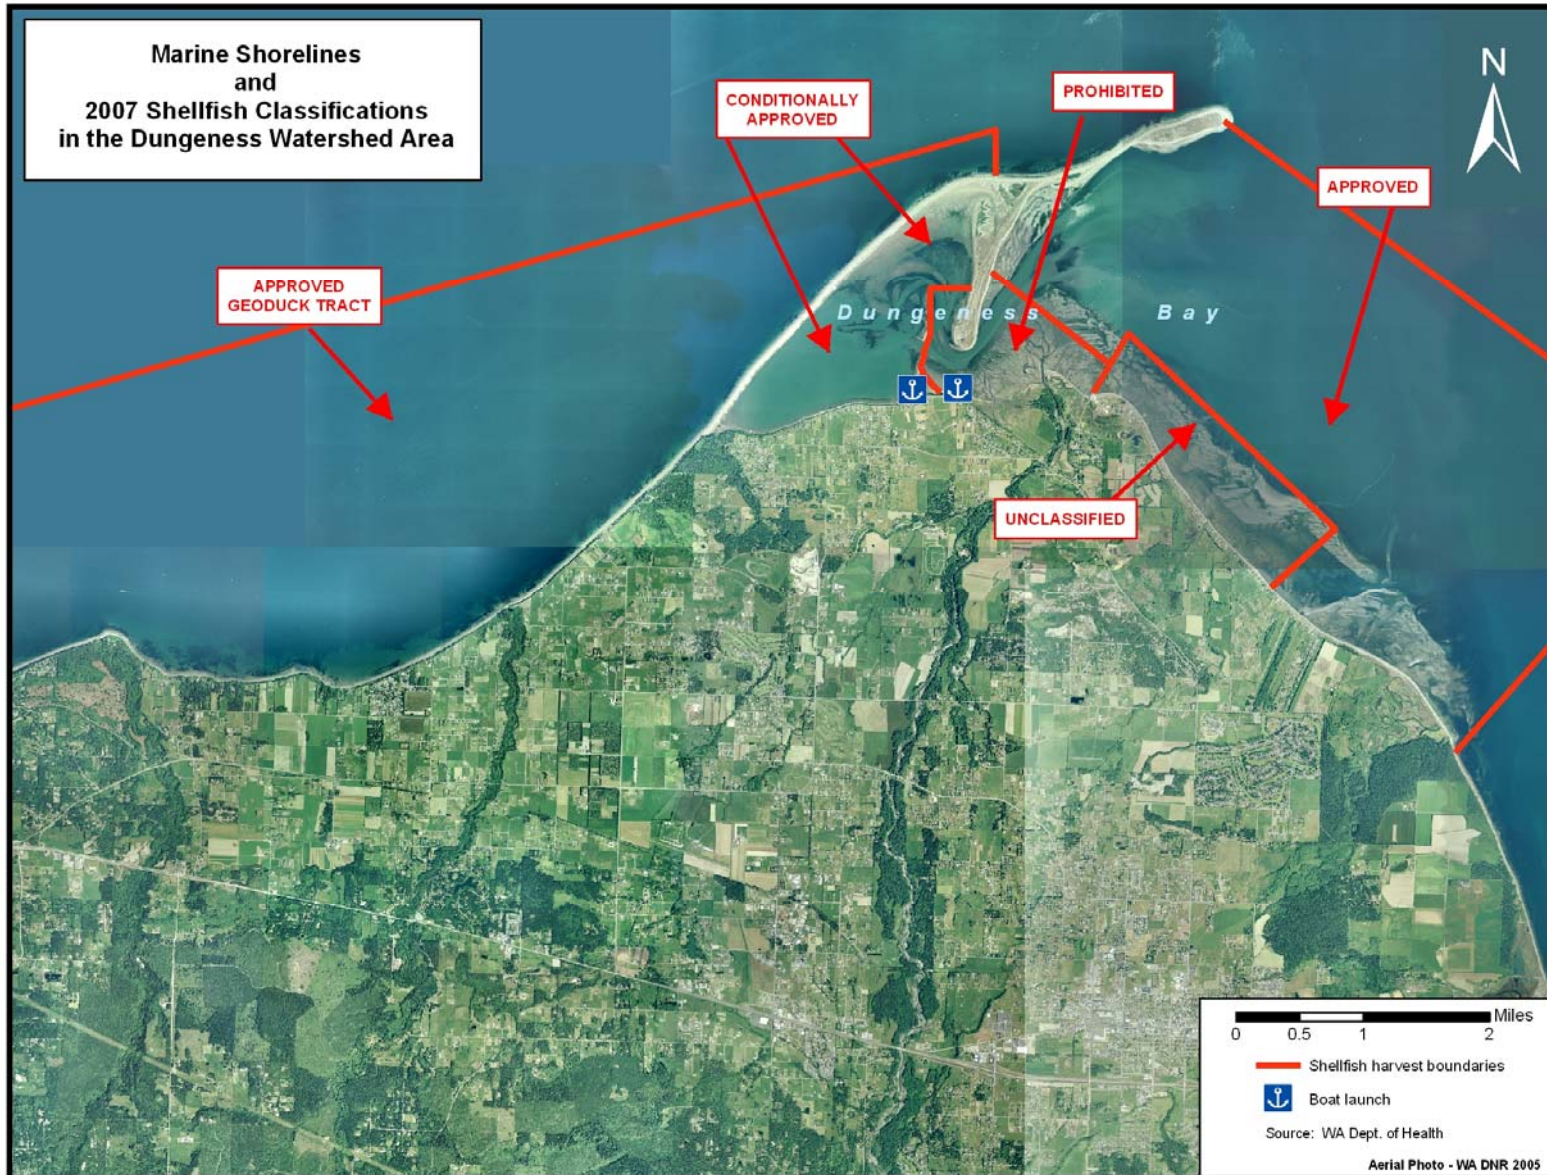 Marine Shorelines
and
2007 Shellfish Classifications
in the Dungeness Watershed Area
CONDITIONALLY
APPROVED
PROHIBITED
N
APPROVED
APPROVED
GEODUCK TRACT
Dungeness Bay
UNCLASSIFIED
Miles
0 0.5 1 2
Shellfish harvest boundaries
Boat launch
Source: WA Dept. of Health
Aerial Photo - WA DNR 2005